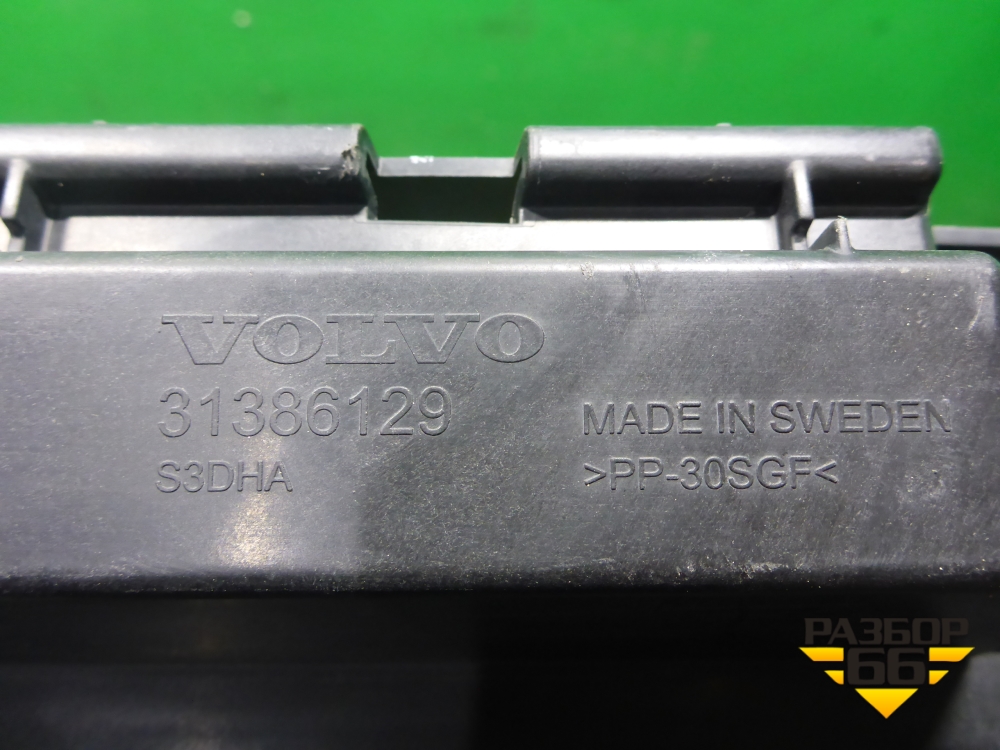 VOLVO
31386129
S3DHA
MADE IN SWEDEN
>PP-30SGF<
РАЗБОР
66